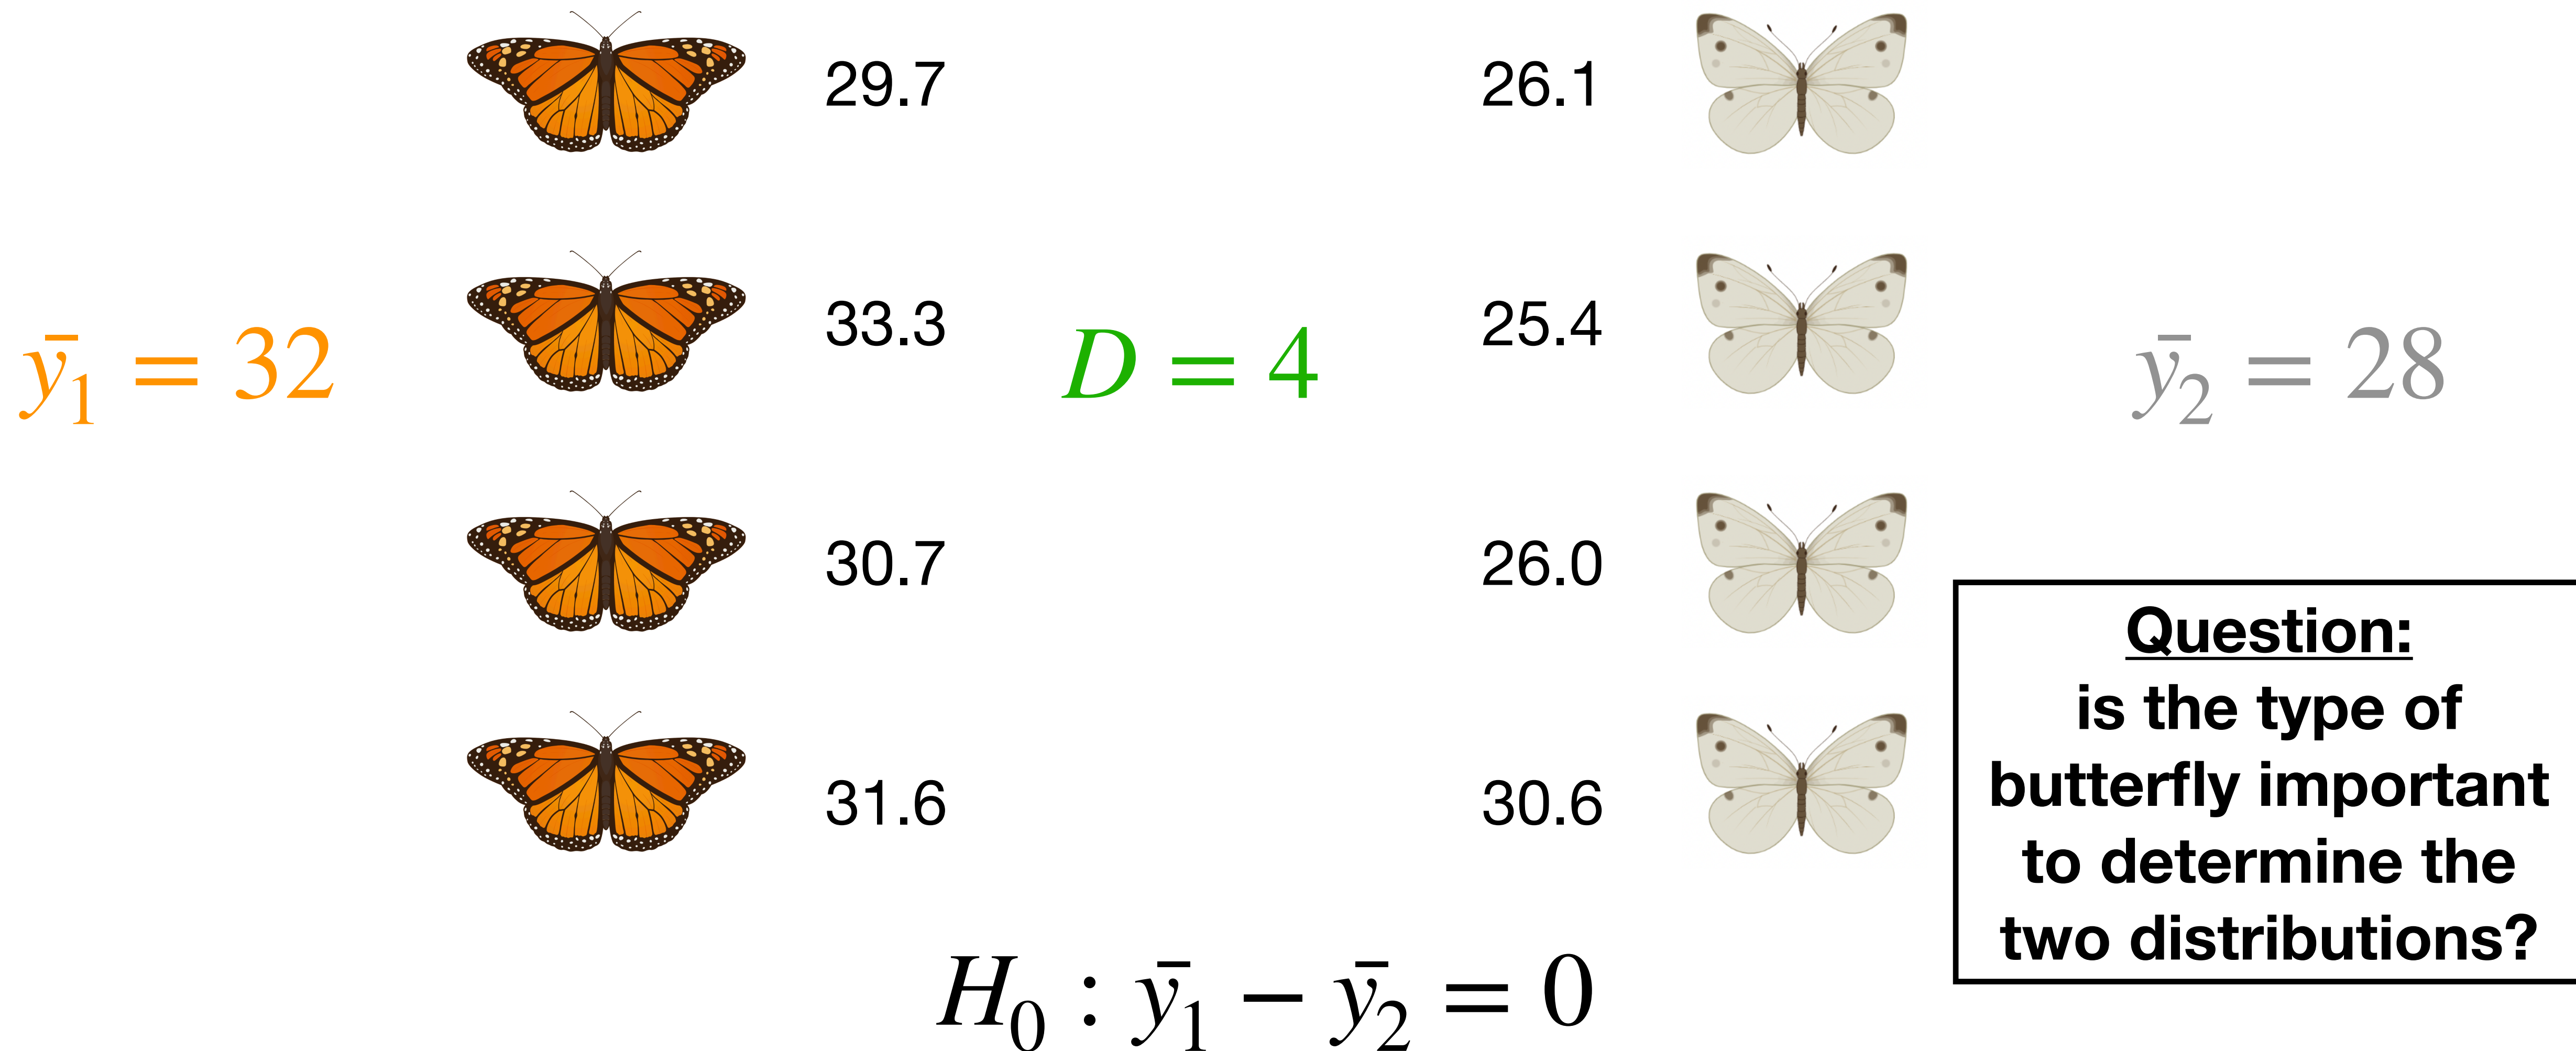 29.7 26.1
33.3 25.4
ȳ₁ = 32 D = 4 ȳ₂ = 28
30.7 26.0
31.6 30.6
Question:
is the type of
butterfly important
to determine the
two distributions?
H₀ : ȳ₁ − ȳ₂ = 0